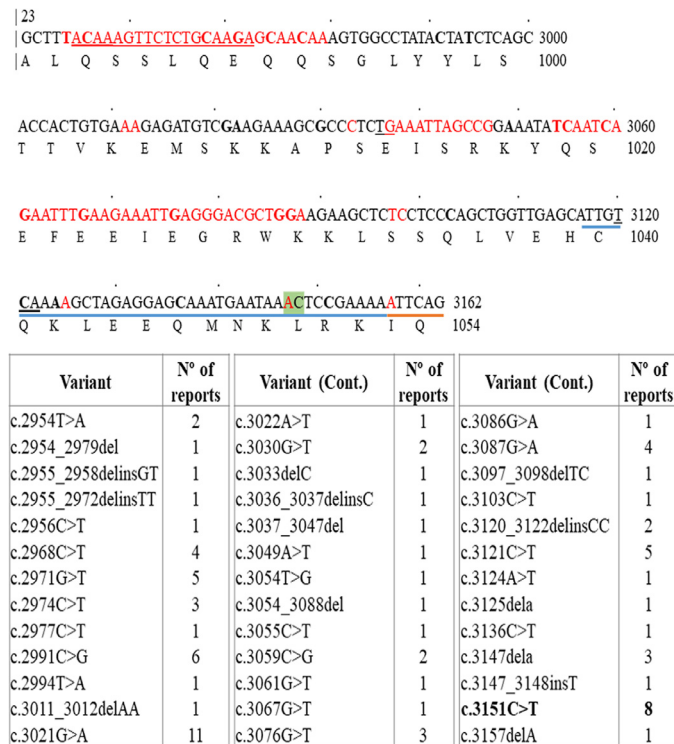 | 23
| GCTTTACAAAGTTCTCTGCAAGAGCAACAAAGTGGCCTATACTATCTCAGC 3000
| A L Q S S L Q E Q Q S G L Y Y L S 1000
ACCACTGTGAAAGAGATGTCGAAGAAAGCGCCCTCTGAAATTAGCCGGAAATATCAATCA 3060
T T V K E M S K K A P S E I S R K Y Q S 1020
GAATTTGAAGAAATTGAGGGACGCTGGAAGAAGCTCTCCTCCCAGCTGGTTGAGCATTGT 3120
E F E E I E G R W K K L S S Q L V E H C 1040
CAAAAGCTAGAGGAGCAAATGAATAAACTCCGAAAAATTCAG 3162
Q K L E E Q M N K L R K I Q 1054
Variant Nº of reports Variant (Cont.) Nº of reports Variant (Cont.) Nº of reports
c.2954T>A 2 c.3022A>T 1 c.3086G>A 1
c.2954_2979del 1 c.3030G>T 2 c.3087G>A 4
c.2955_2958delinsGT 1 c.3033delC 1 c.3097_3098delTC 1
c.2955_2972delinsTT 1 c.3036_3037delinsC 1 c.3103C>T 1
c.2956C>T 1 c.3037_3047del 1 c.3120_3122delinsCC 2
c.2968C>T 4 c.3049A>T 1 c.3121C>T 5
c.2971G>T 5 c.3054T>G 1 c.3124A>T 1
c.2974C>T 3 c.3054_3088del 1 c.3125dela 1
c.2977C>T 1 c.3055C>T 1 c.3136C>T 1
c.2991C>G 6 c.3059C>G 2 c.3147dela 3
c.2994T>A 1 c.3061G>T 1 c.3147_3148insT 1
c.3011_3012delAA 1 c.3067G>T 1 c.3151C>T 8
c.3021G>A 11 c.3076G>T 3 c.3157delA 1